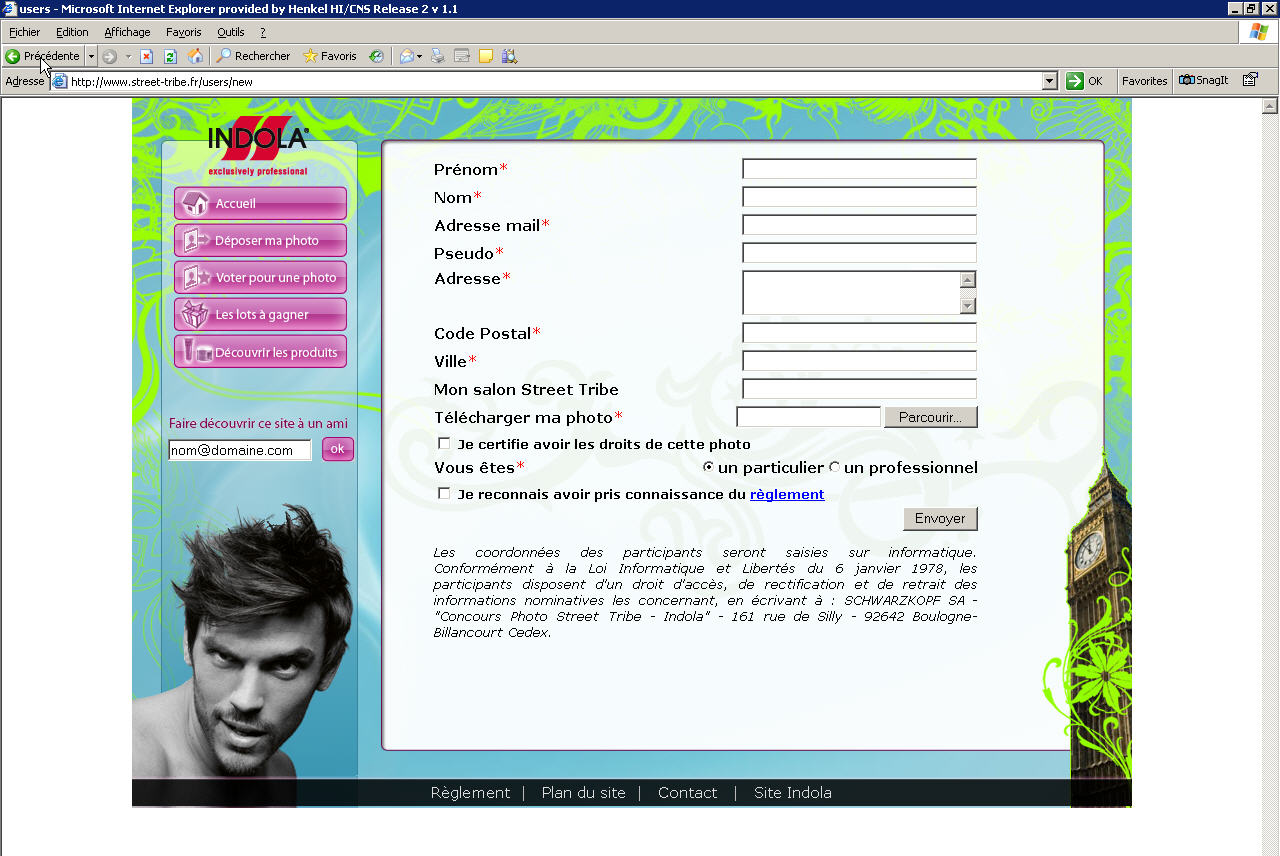 users - Microsoft Internet Explorer provided by Henkel HI/CNS Release 2 v 1.1
Fichier Edition Affichage Favoris Outils ?
Précédente Rechercher Favoris
Adresse http://www.street-tribe.fr/users/new OK Favorites SnagIt
INDOLA®
exclusively professional
Accueil
Déposer ma photo
Voter pour une photo
Les lots à gagner
Découvrir les produits
Faire découvrir ce site à un ami
nom@domaine.com ok
Prénom*
Nom*
Adresse mail*
Pseudo*
Adresse*
Code Postal*
Ville*
Mon salon Street Tribe
Télécharger ma photo* Parcourir...
Je certifie avoir les droits de cette photo
Vous êtes* un particulier un professionnel
Je reconnais avoir pris connaissance du règlement
Envoyer
Les coordonnées des participants seront saisies sur informatique.
Conformément à la Loi Informatique et Libertés du 6 janvier 1978, les
participants disposent d'un droit d'accès, de rectification et de retrait des
informations nominatives les concernant, en écrivant à : SCHWARZKOPF SA -
"Concours Photo Street Tribe - Indola" - 161 rue de Silly - 92642 Boulogne-
Billancourt Cedex.
Règlement | Plan du site | Contact | Site Indola